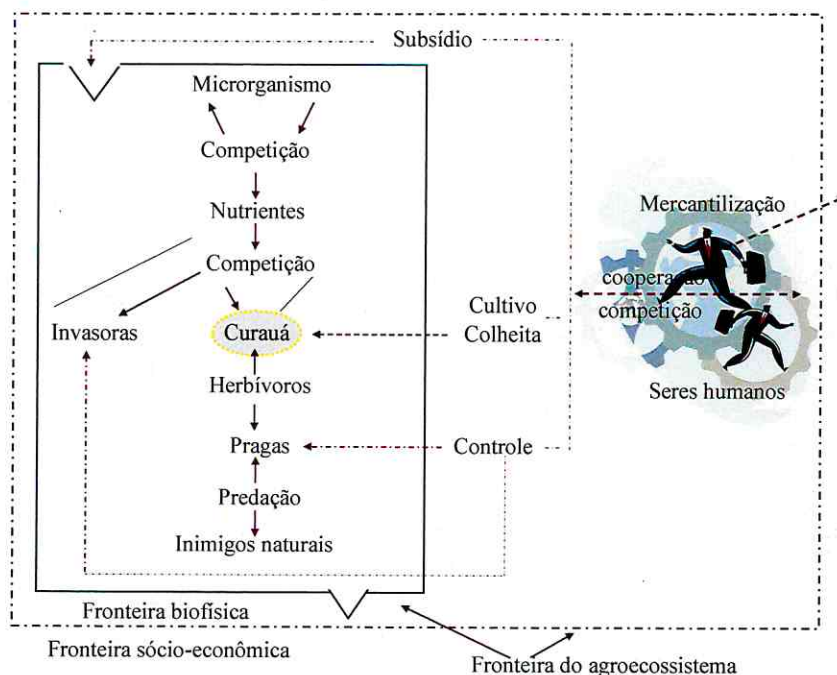 Subsídio
Microrganismo
Competição
Nutrientes
Competição
Invasoras
Curauá
Cultivo
Colheita
Herbívoros
Pragas
Controle
Predação
Inimigos naturais
Mercantilização
cooperação
competição
Seres humanos
Fronteira biofísica
Fronteira sócio-econômica
Fronteira do agroecossistema